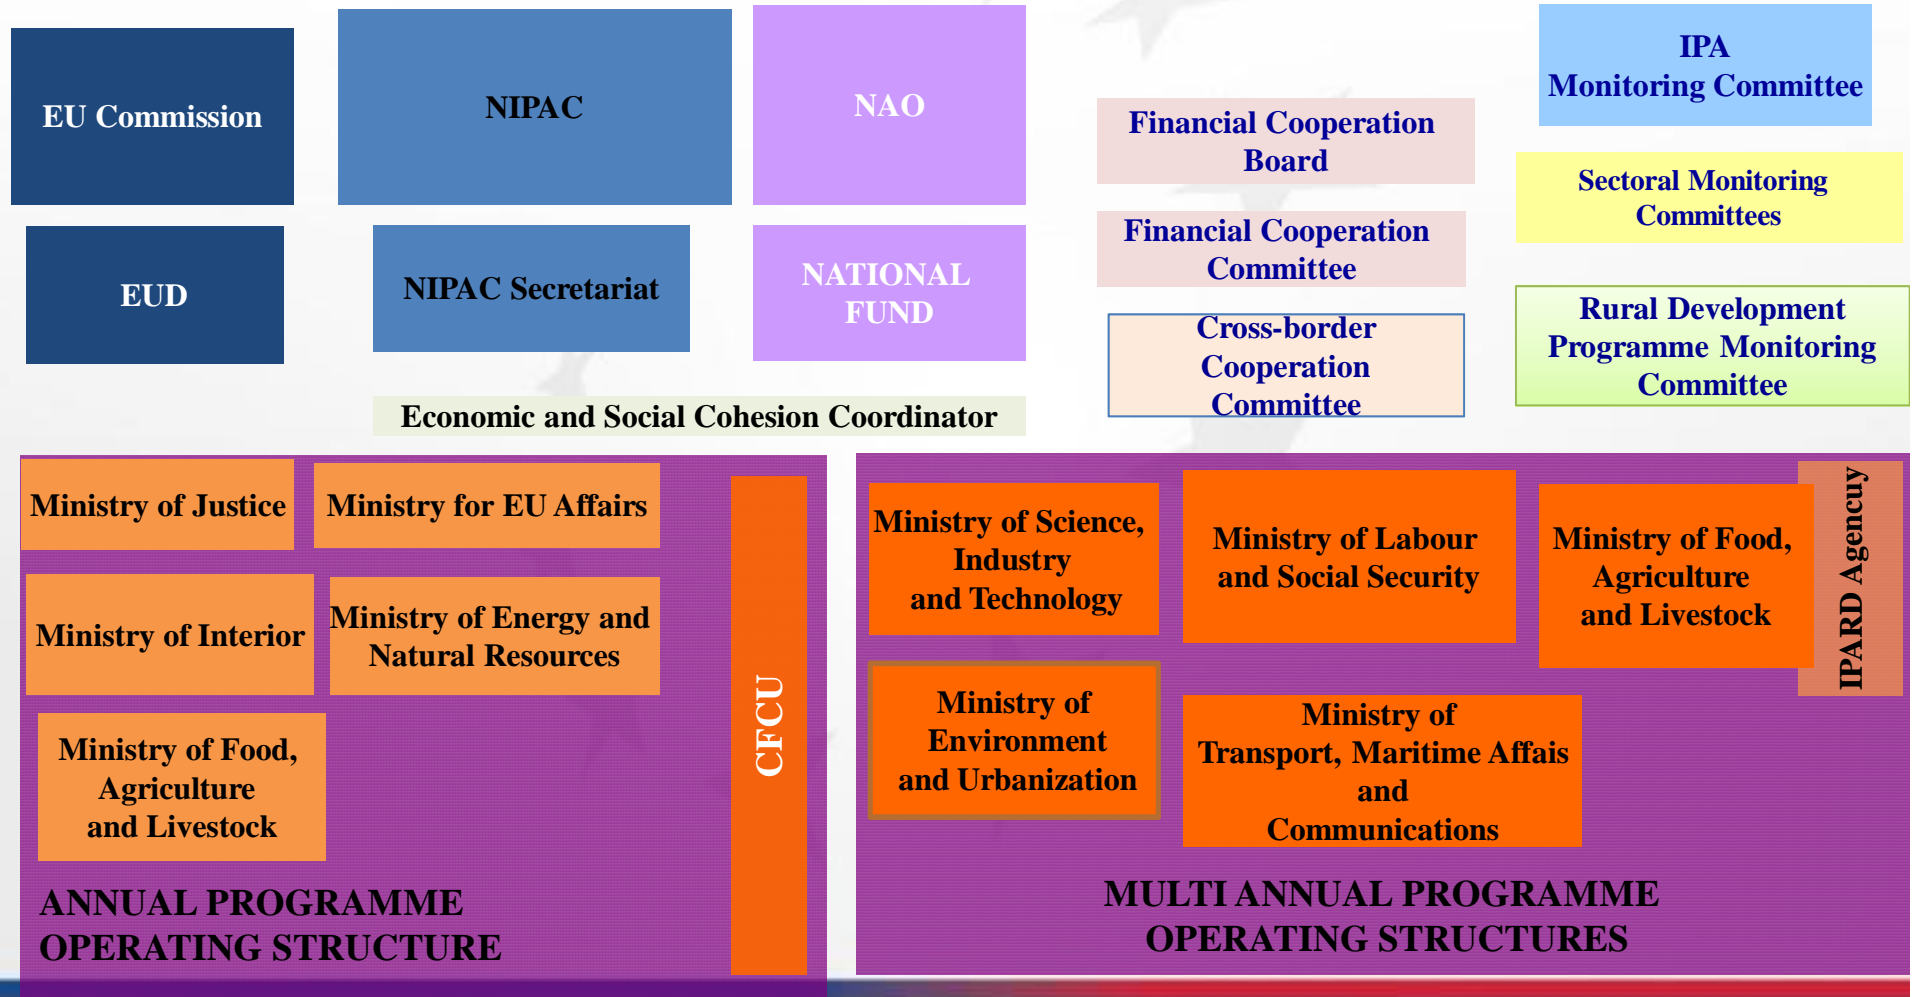 EU Commission
NIPAC
NAO
IPA
Monitoring Committee
Financial Cooperation
Board
Sectoral Monitoring
Committees
EUD
NIPAC Secretariat
NATIONAL
FUND
Financial Cooperation
Committee
Cross-border
Cooperation
Committee
Rural Development
Programme Monitoring
Committee
Economic and Social Cohesion Coordinator
Ministry of Justice
Ministry for EU Affairs
Ministry of Interior
Ministry of Energy and
Natural Resources
Ministry of Food,
Agriculture
and Livestock
CFCU
ANNUAL PROGRAMME
OPERATING STRUCTURE
Ministry of Science,
Industry
and Technology
Ministry of Labour
and Social Security
Ministry of Food,
Agriculture
and Livestock
IPARD Agencuy
Ministry of
Environment
and Urbanization
Ministry of
Transport, Maritime Affais
and
Communications
MULTI ANNUAL PROGRAMME
OPERATING STRUCTURES